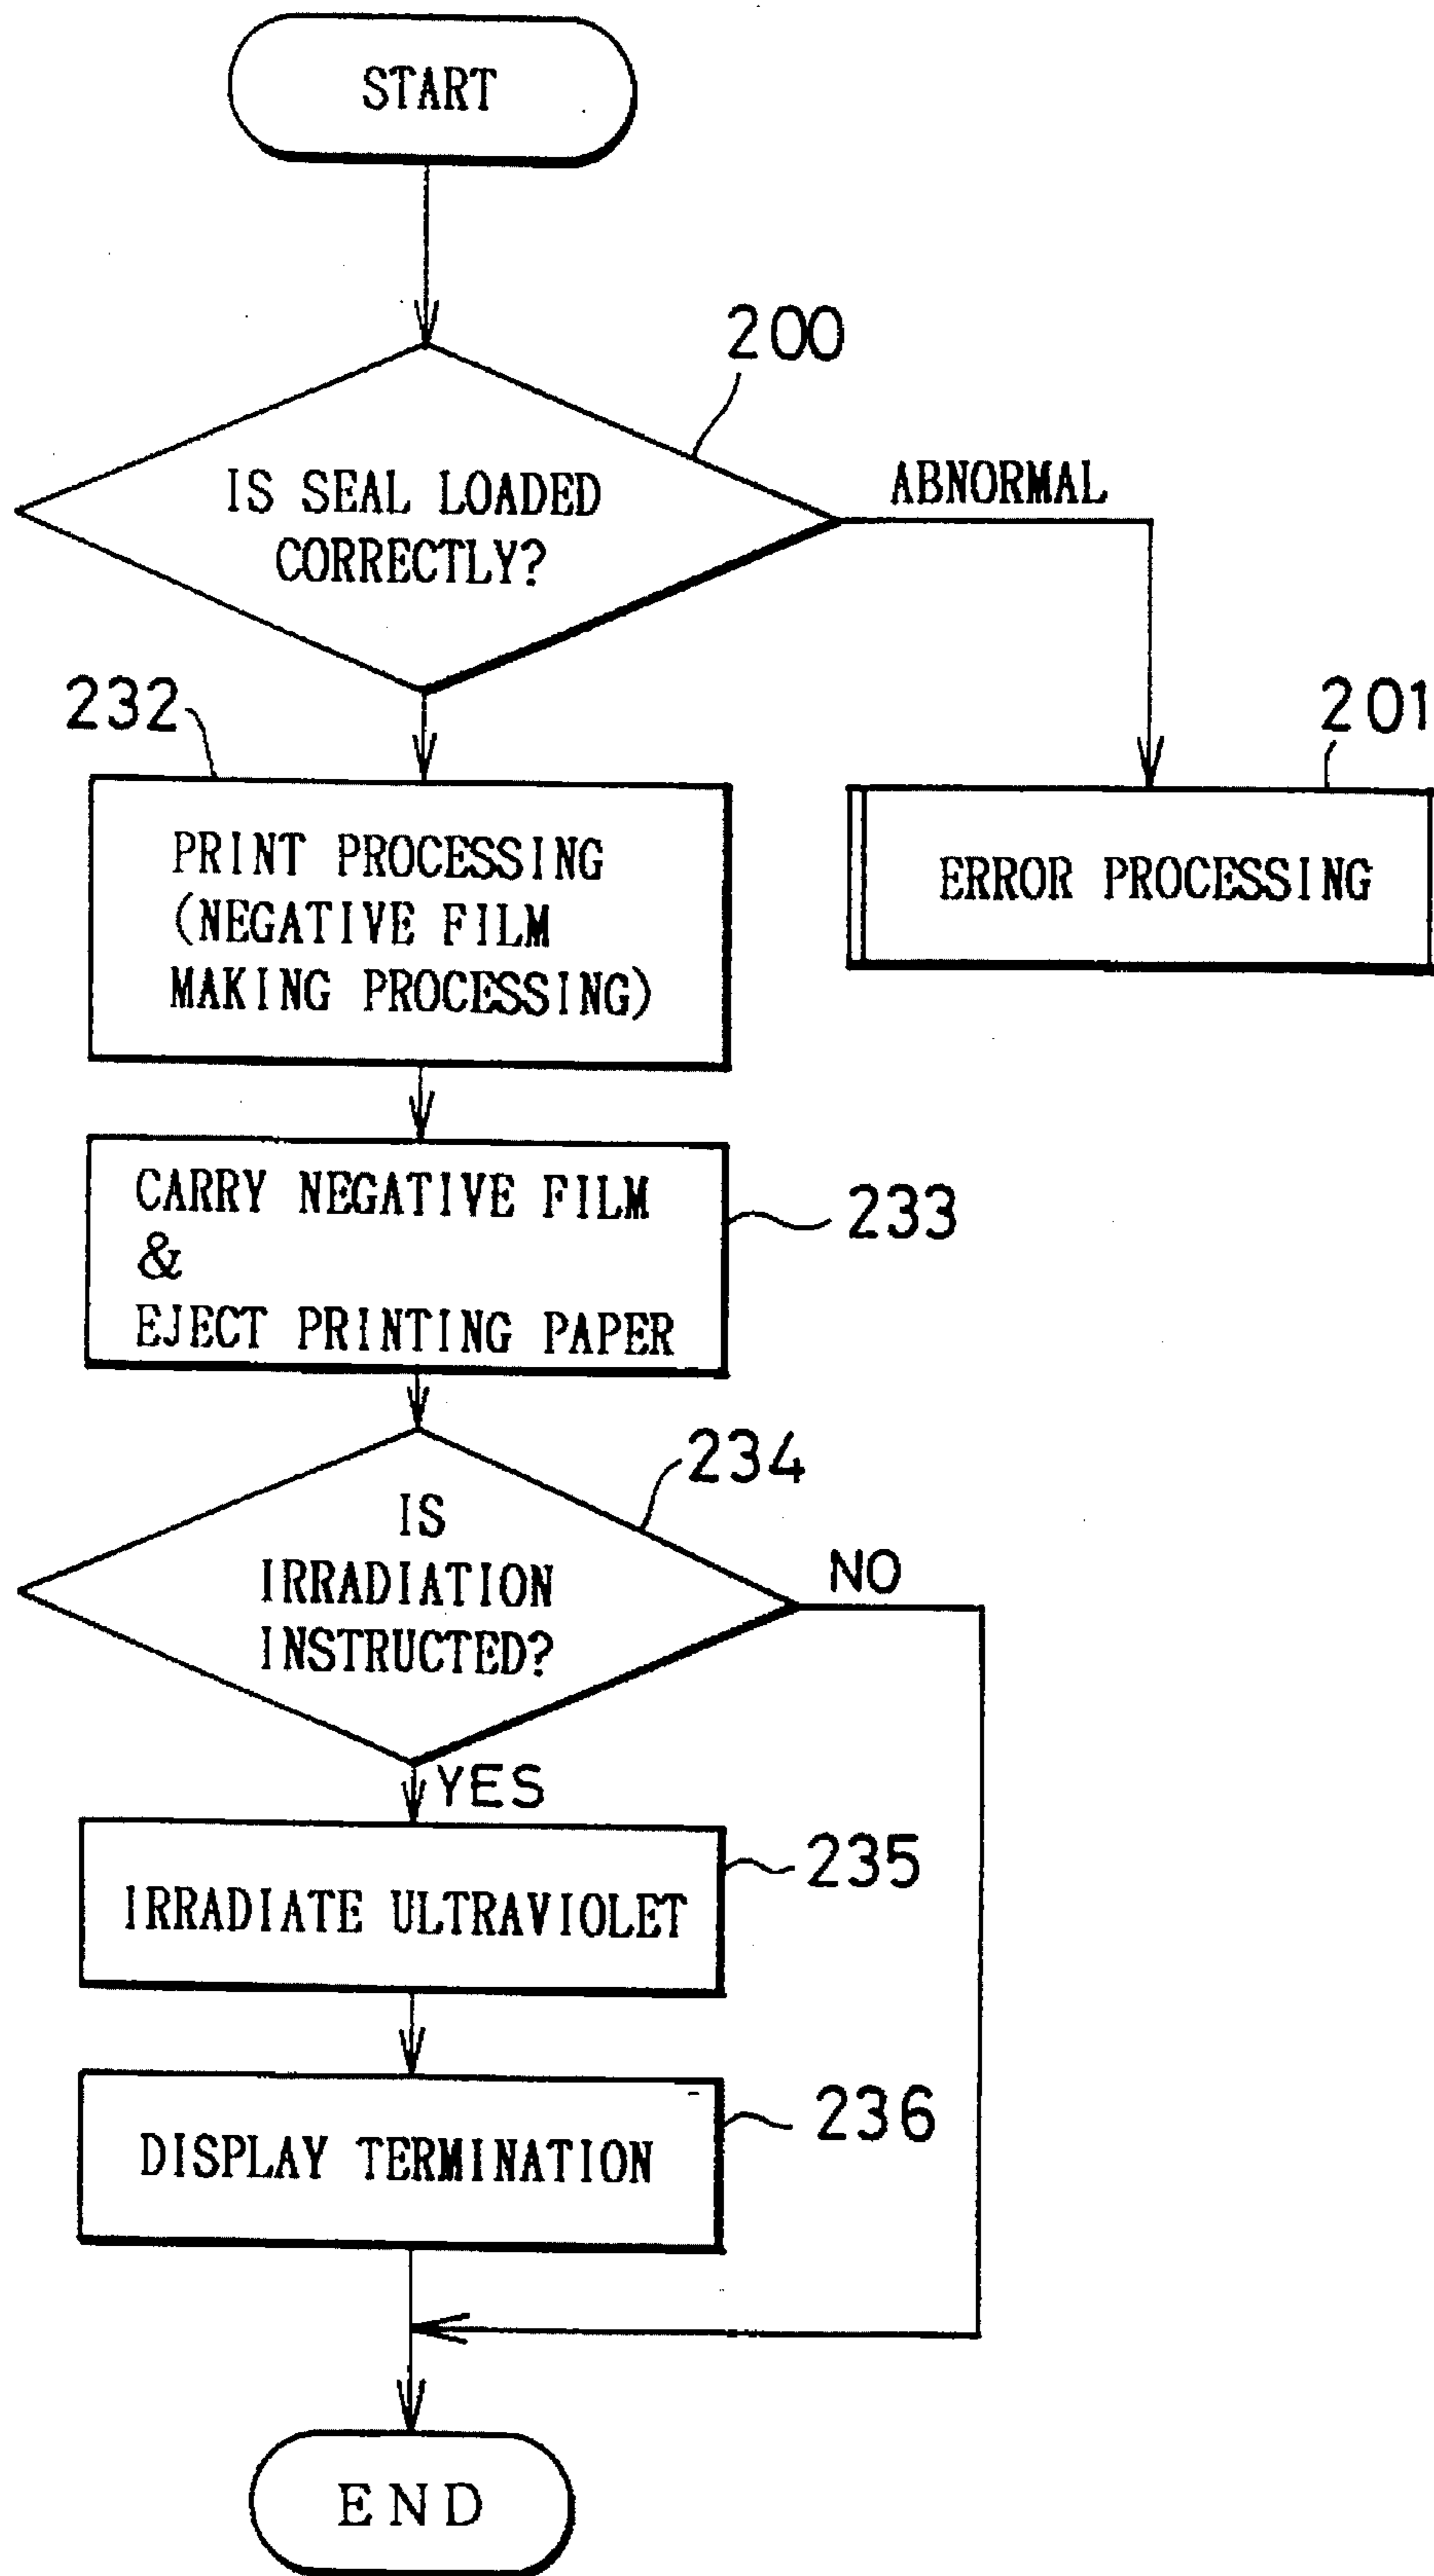 START
200
IS SEAL LOADED
CORRECTLY?
ABNORMAL
232
201
PRINT PROCESSING
(NEGATIVE FILM
MAKING PROCESSING)
ERROR PROCESSING
CARRY NEGATIVE FILM
&
EJECT PRINTING PAPER
233
234
IS
IRRADIATION
INSTRUCTED?
NO
YES
235
IRRADIATE ULTRAVIOLET
236
DISPLAY TERMINATION
END